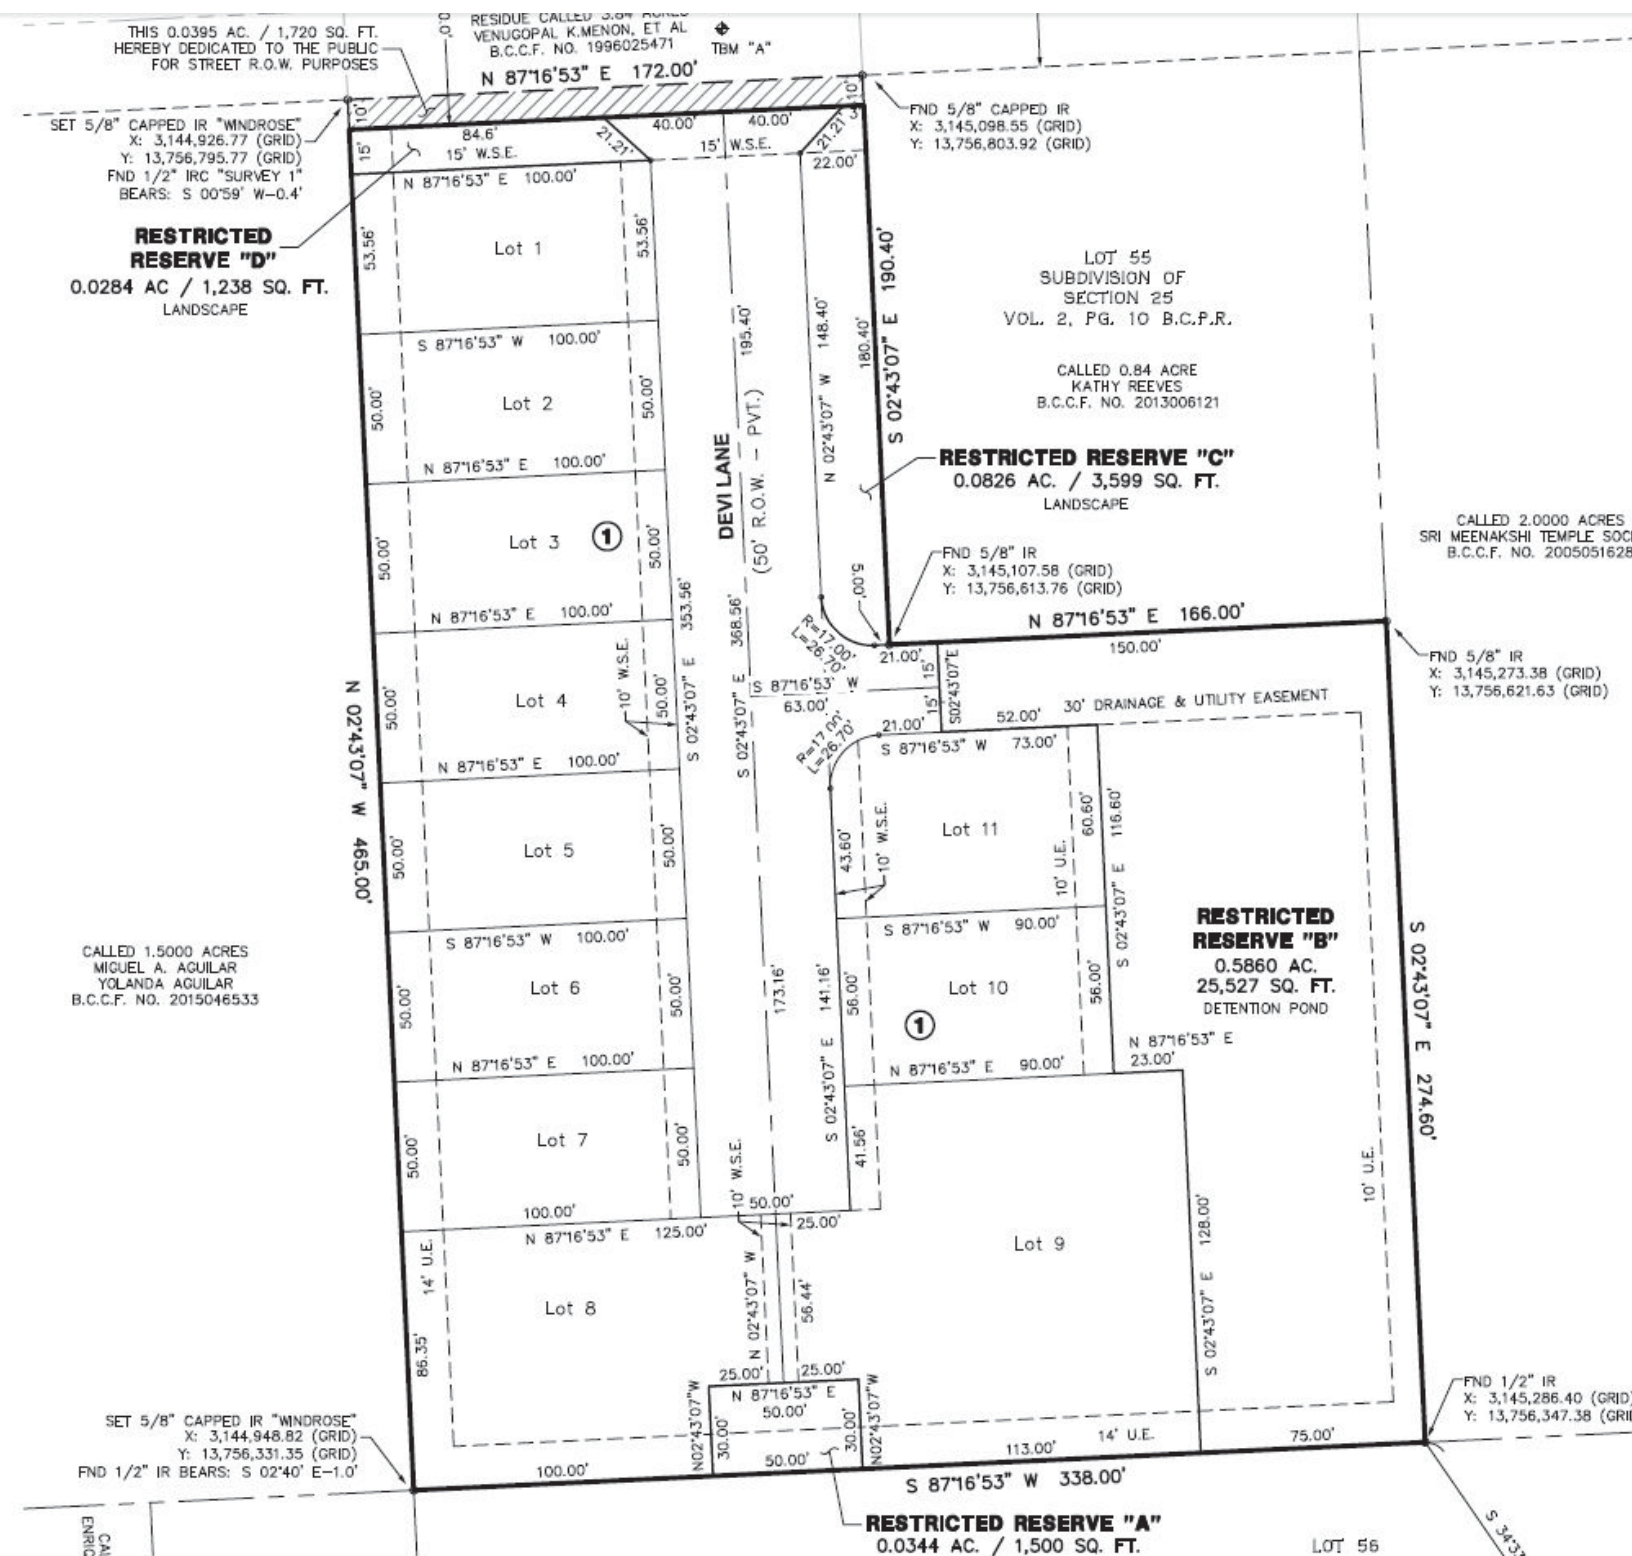 THIS 0.0395 AC. / 1,720 SQ. FT.
HEREBY DEDICATED TO THE PUBLIC
FOR STREET R.O.W. PURPOSES
VENUGOPAL K.MENON, ET AL
B.C.C.F. NO. 1996025471
TBM "A"
N 87°16'53" E 172.00'
10'
10'
SET 5/8" CAPPED IR "WINDROSE"
X: 3,144,926.77 (GRID)
Y: 13,756,795.77 (GRID)
FND 1/2" IRC "SURVEY 1"
BEARS: S 00°59' W-0.4'
FND 5/8" CAPPED IR
X: 3,145,098.55 (GRID)
Y: 13,756,803.92 (GRID)
84.6'
15'
15' W.S.E.
21.21'
40.00'
40.00'
15' W.S.E.
21.21'
22.00'
N 87°16'53" E 100.00'
RESTRICTED
RESERVE "D"
0.0284 AC / 1,238 SQ. FT.
LANDSCAPE
53.56'
Lot 1
53.56'
S 87°16'53" W 100.00'
50.00'
Lot 2
50.00'
N 87°16'53" E 100.00'
50.00'
Lot 3
1
50.00'
N 87°16'53" E 100.00'
50.00'
Lot 4
10' W.S.E.
50.00'
N 87°16'53" E 100.00'
50.00'
Lot 5
50.00'
S 87°16'53" W 100.00'
50.00'
Lot 6
50.00'
N 87°16'53" E 100.00'
50.00'
Lot 7
50.00'
100.00'
N 87°16'53" E 125.00'
14' U.E.
86.35'
Lot 8
N 02°43'07" W 465.00'
CALLED 1.5000 ACRES
MIGUEL A. AGUILAR
YOLANDA AGUILAR
B.C.C.F. NO. 2015046533
S 02°43'07" E 353.56'
DEVI LANE
(50' R.O.W. - PVT.)
195.40'
S 02°43'07" E 368.56'
173.16'
N 02°43'07" W 148.40'
180.40'
S 02°43'07" E 190.40'
LOT 55
SUBDIVISION OF
SECTION 25
VOL. 2, PG. 10 B.C.P.R.
CALLED 0.84 ACRE
KATHY REEVES
B.C.C.F. NO. 2013006121
RESTRICTED RESERVE "C"
0.0826 AC. / 3,599 SQ. FT.
LANDSCAPE
CALLED 2.0000 ACRES
SRI MEENAKSHI TEMPLE
B.C.C.F. NO. 2005051628
FND 5/8" IR
X: 3,145,107.58 (GRID)
Y: 13,756,613.76 (GRID)
5.00'
R=17.00'
L=26.70'
N 87°16'53" E 166.00'
21.00'
150.00'
FND 5/8" IR
X: 3,145,273.38 (GRID)
Y: 13,756,621.63 (GRID)
S 87°16'53" W
63.00'
15'
15'
S02°43'07"E
30' DRAINAGE & UTILITY EASEMENT
R=17.00'
L=26.70'
21.00'
52.00'
S 87°16'53" W 73.00'
43.60'
10' W.S.E.
Lot 11
10' U.E.
60.60'
S 02°43'07" E 116.60'
S 87°16'53" W 90.00'
S 02°43'07" E 141.16'
56.00'
Lot 10
1
56.00'
N 87°16'53" E 90.00'
RESTRICTED
RESERVE "B"
0.5860 AC.
25,527 SQ. FT.
DETENTION POND
N 87°16'53" E
23.00'
S 02°43'07" E 274.60'
10' U.E.
41.56'
10' W.S.E.
50.00'
25.00'
N 02°43'07" W
56.44'
Lot 9
S 02°43'07" E 128.00'
25.00'
25.00'
N 87°16'53" E
50.00'
N02°43'07"W
30.00'
30.00'
N02°43'07"W
SET 5/8" CAPPED IR "WINDROSE"
X: 3,144,948.82 (GRID)
Y: 13,756,331.35 (GRID)
FND 1/2" IR BEARS: S 02°40' E-1.0'
FND 1/2" IR
X: 3,145,286.40 (GRID)
Y: 13,756,347.38
100.00'
50.00'
113.00'
14' U.E.
75.00'
S 87°16'53" W 338.00'
RESTRICTED RESERVE "A"
0.0344 AC. / 1,500 SQ. FT.
LOT 56